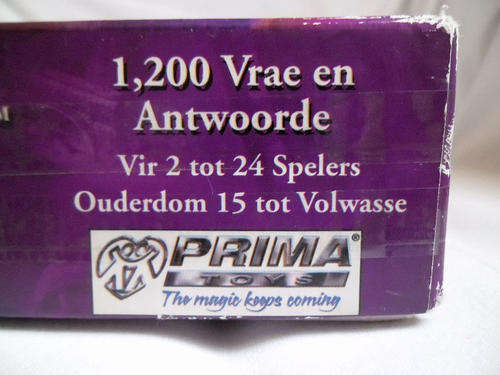 1,200 Vrae en
Antwoorde
Vir 2 tot 24 Spelers
Ouderdom 15 tot Volwasse
PRIMA®
TOYS
The magic keeps coming